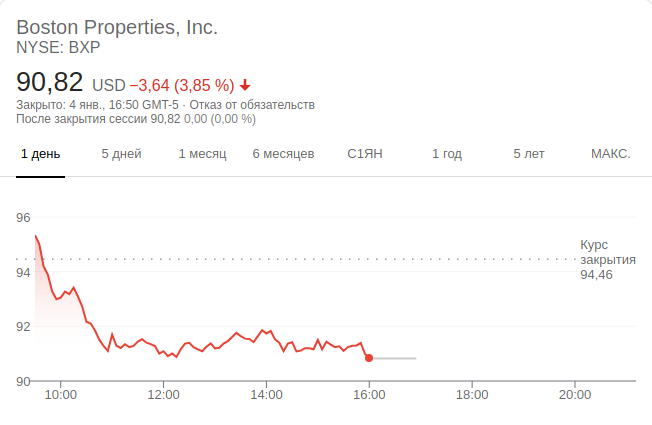 Boston Properties, Inc.
NYSE: BXP
90,82 USD −3,64 (3,85 %)
Закрыто: 4 янв., 16:50 GMT-5 · Отказ от обязательств
После закрытия сессии 90,82 0,00 (0,00 %)
1 день 5 дней 1 месяц 6 месяцев С1ЯН 1 год 5 лет МАКС.
96
Курс
закрытия
94,46
94
92
90
10:00 12:00 14:00 16:00 18:00 20:00